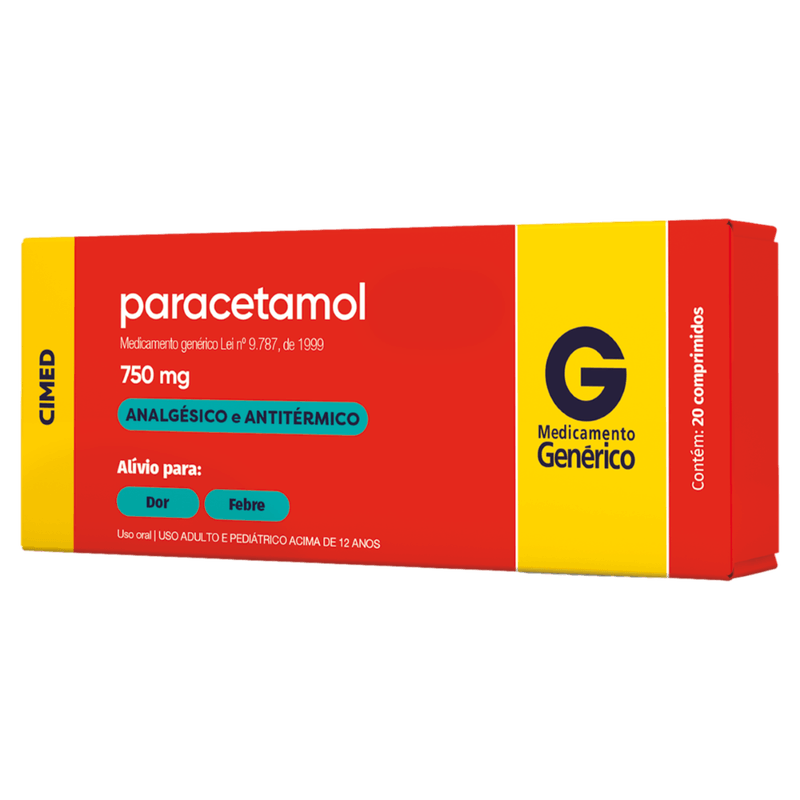 CIMED
paracetamol
Medicamento genérico Lei nº 9.787, de 1999
750 mg
ANALGÉSICO e ANTITÉRMICO
Alívio para:
Dor
Febre
Uso oral | USO ADULTO E PEDIÁTRICO ACIMA DE 12 ANOS
G
Medicamento
Genérico
Contém: 20 comprimidos